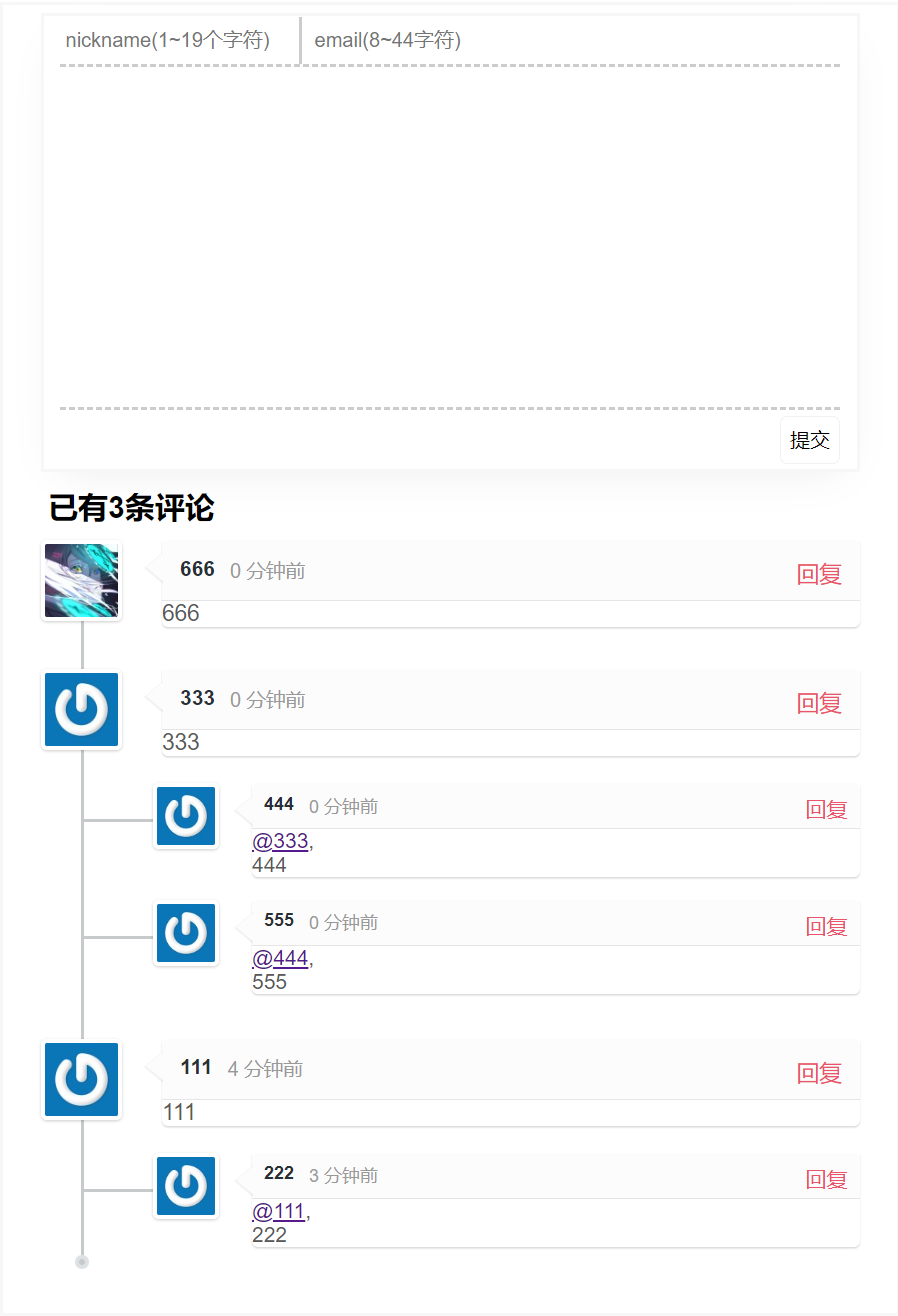 nickname(1~19个字符) email(8~44字符)
提交
已有3条评论
666 0 分钟前 回复
666
333 0 分钟前 回复
333
444 0 分钟前 回复
@333,
444
555 0 分钟前 回复
@444,
555
111 4 分钟前 回复
111
222 3 分钟前 回复
@111,
222